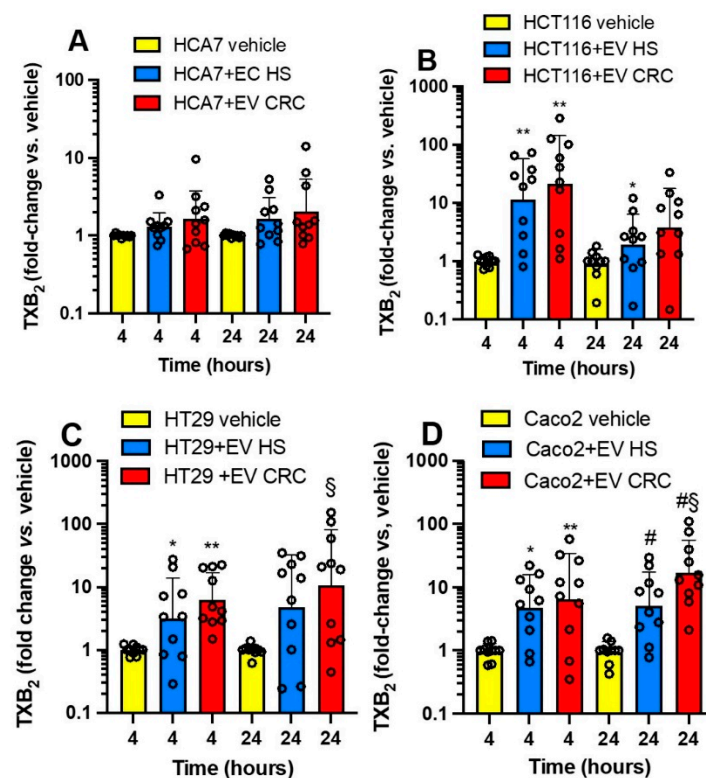 A
HCA7 vehicle
HCA7+EC HS
HCA7+EV CRC
TXB₂ (fold-change vs. vehicle)
100
10
1
0.1
4 4 4 24 24 24
Time (hours)
B
HCT116 vehicle
HCT116+EV HS
HCT116+EV CRC
TXB₂ (fold-change vs. vehicle)
1000
100
10
1
0.1
** ** *
4 4 4 24 24 24
Time (hours)
C
HT29 vehicle
HT29+EV HS
HT29 +EV CRC
TXB₂ (fold change vs. vehicle)
1000
100
10
1
0.1
* ** §
4 4 4 24 24 24
Time (hours)
D
Caco2 vehicle
Caco2+EV HS
Caco2+EV CRC
TXB₂ (fold-change vs, vehicle)
1000
100
10
1
0.1
* ** # #§
4 4 4 24 24 24
Time (hours)